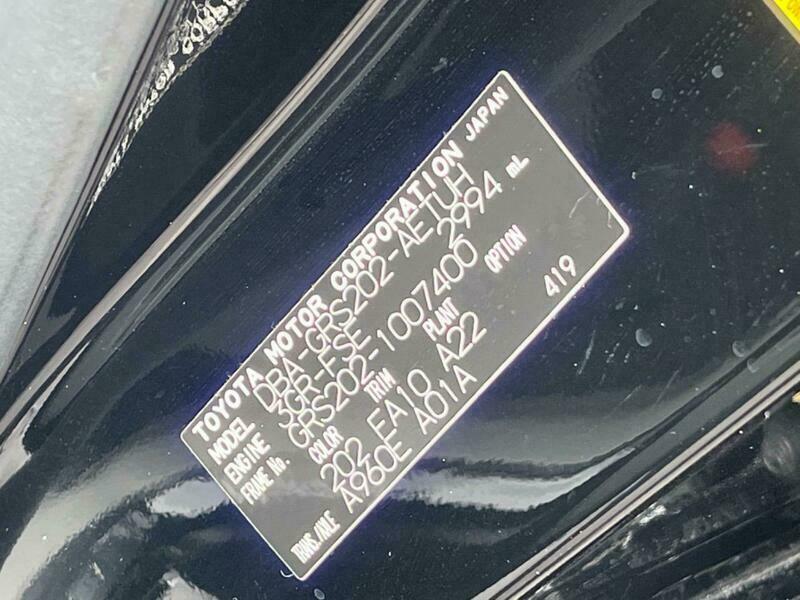 TOYOTA MOTOR CORPORATION JAPAN
MODEL DBA-GRS202-AETUH
ENGINE 3GR-FSE 2994 mL
FRAME No. GRS202-1007400
COLOR TRIM PLANT OPTION
202 EA10 A22 419
TRANS./AXLE A960E A01A